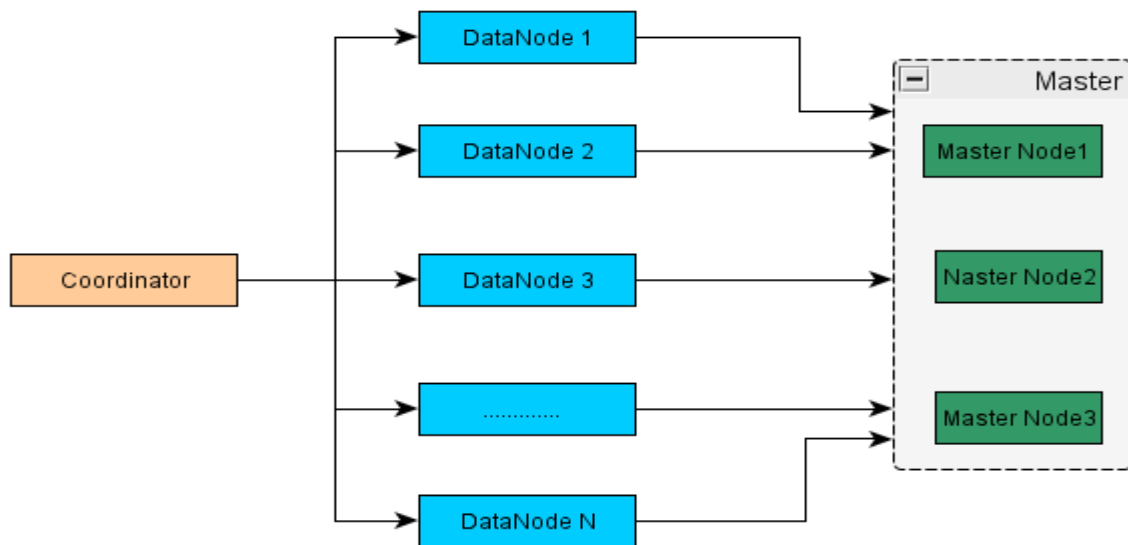 DataNode 1
Master
DataNode 2
Master Node1
Coordinator
DataNode 3
Naster Node2
.............
Master Node3
DataNode N